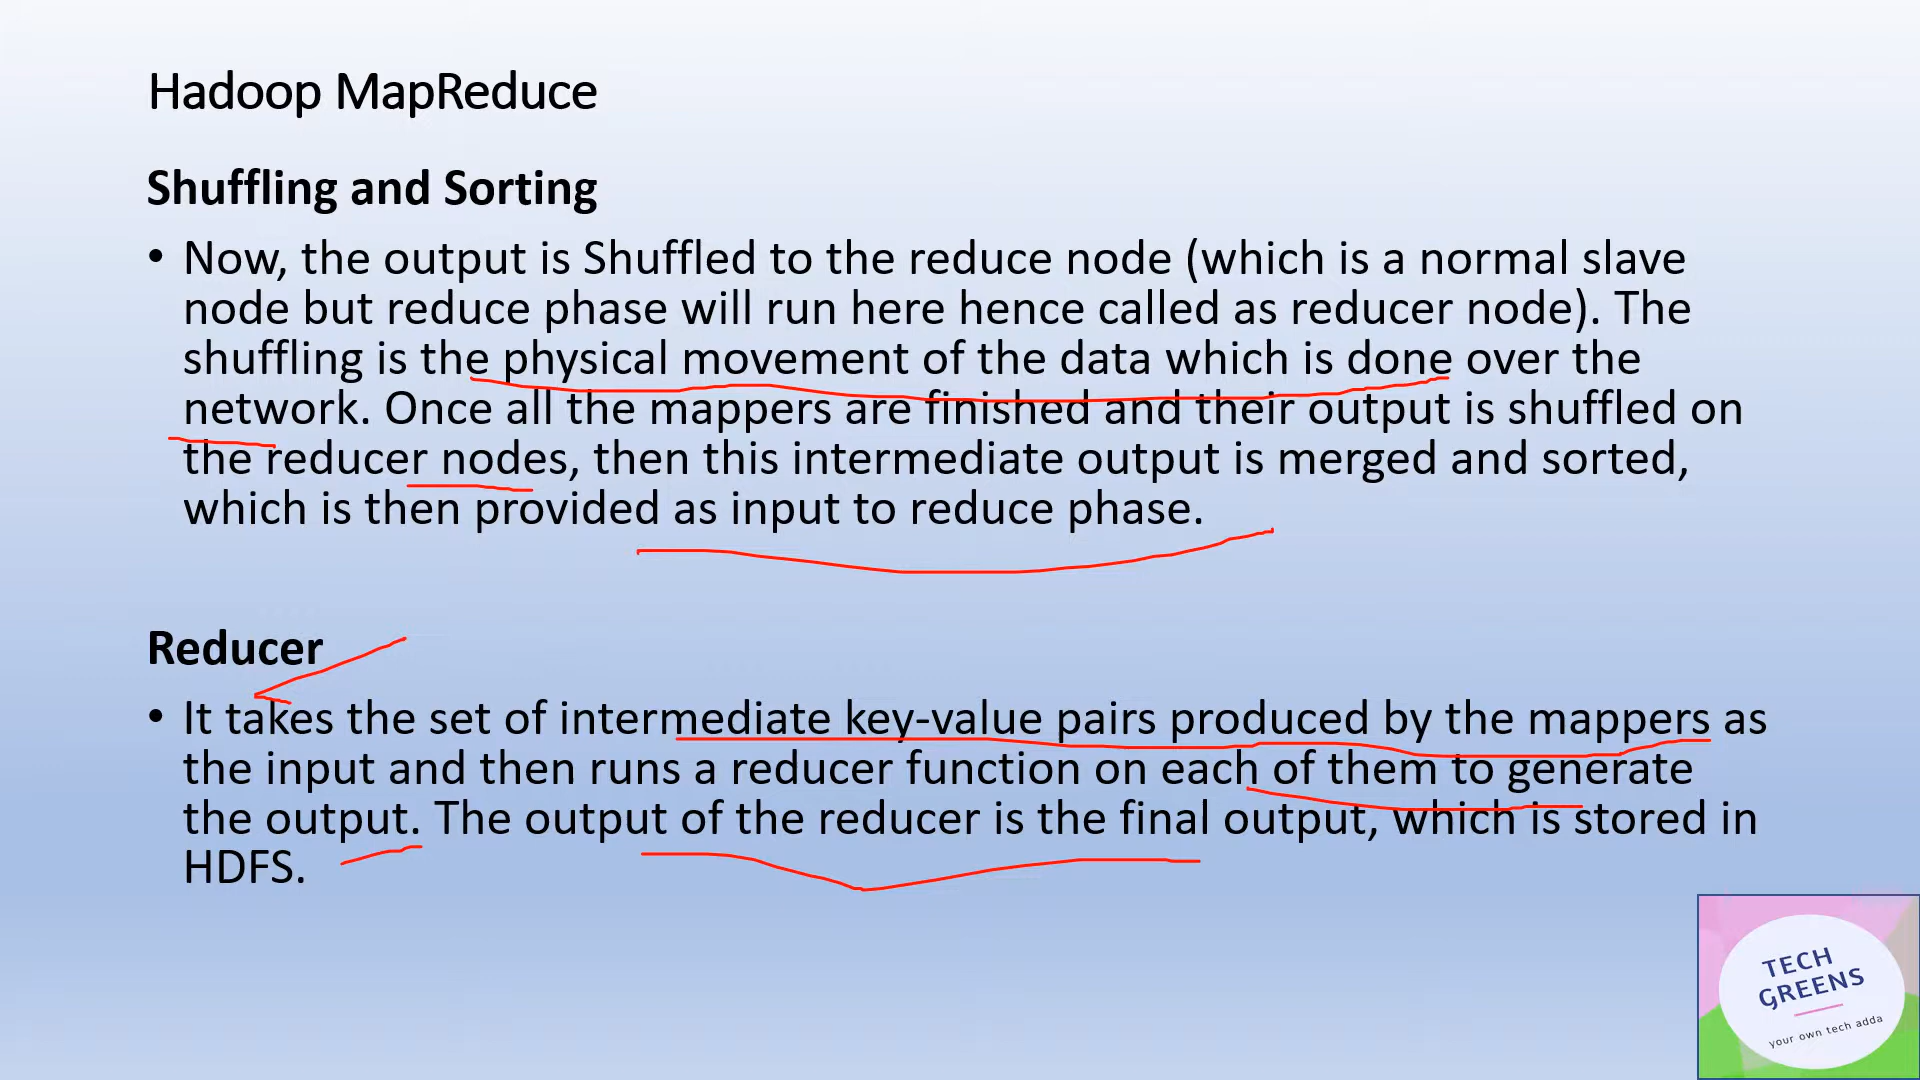 Hadoop MapReduce
Shuffling and Sorting
• Now, the output is Shuffled to the reduce node (which is a normal slave
node but reduce phase will run here hence called as reducer node). The
shuffling is the physical movement of the data which is done over the
network. Once all the mappers are finished and their output is shuffled on
the reducer nodes, then this intermediate output is merged and sorted,
which is then provided as input to reduce phase.
Reducer
• It takes the set of intermediate key-value pairs produced by the mappers as
the input and then runs a reducer function on each of them to generate
the output. The output of the reducer is the final output, which is stored in
HDFS.
TECH
GREENS
your own tech adda